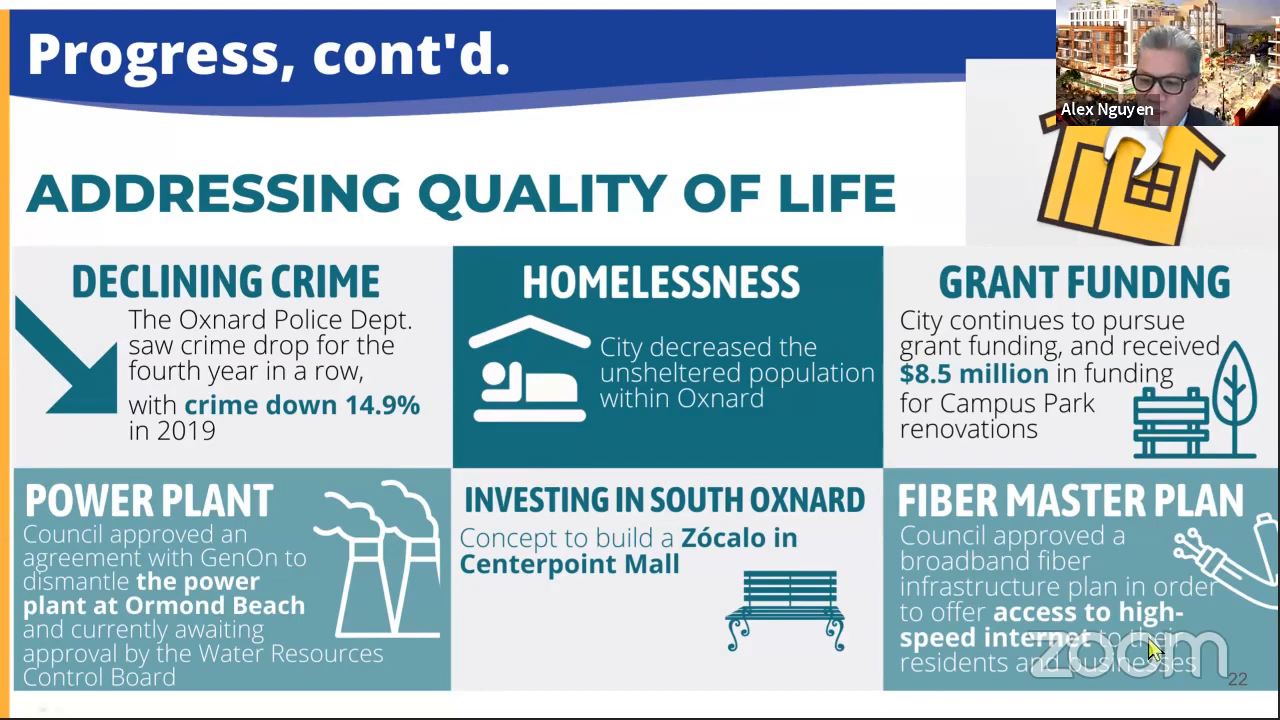 Progress, cont'd.
Alex Nguyen
ADDRESSING QUALITY OF LIFE
DECLINING CRIME
The Oxnard Police Dept.
saw crime drop for the
fourth year in a row,
with crime down 14.9%
in 2019
HOMELESSNESS
City decreased the
unsheltered population
within Oxnard
GRANT FUNDING
City continues to pursue
grant funding, and received
$8.5 million in funding
for Campus Park
renovations
POWER PLANT
Council approved an
agreement with GenOn to
dismantle the power
plant at Ormond Beach
and currently awaiting
approval by the Water Resources
Control Board
INVESTING IN SOUTH OXNARD
Concept to build a Zócalo in
Centerpoint Mall
FIBER MASTER PLAN
Council approved a
broadband fiber
infrastructure plan in order
to offer access to high-
speed internet to their
residents and businesses
zoom
22